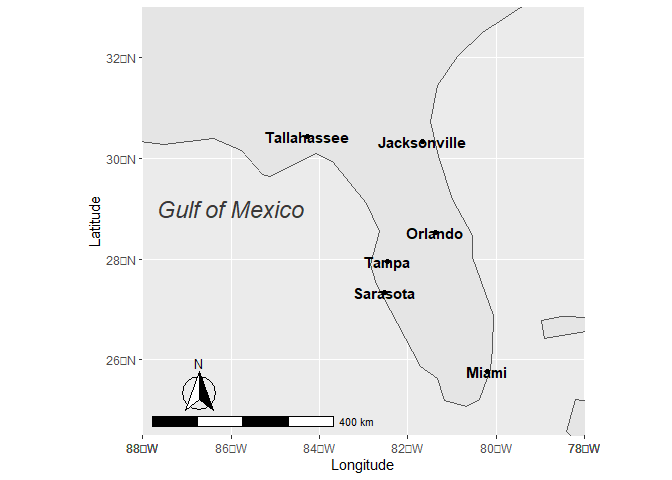 32□N
Tallahassee
Jacksonville
30□N
Gulf of Mexico
Latitude
Orlando
28□N
Tampa
Sarasota
26□N
N
Miami
400 km
88□W
86□W
84□W
82□W
80□W
78□W
Longitude